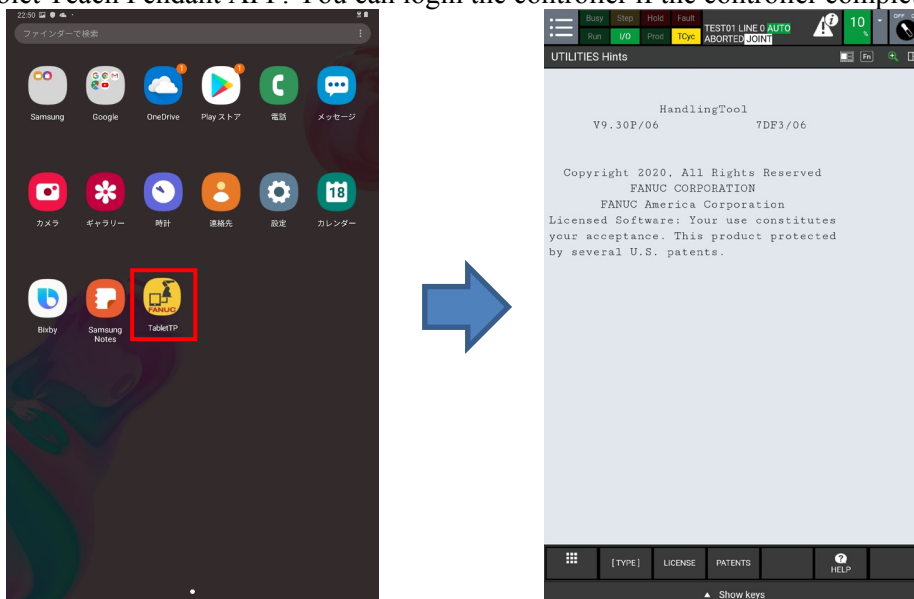 Teach Pendant APP! You can login the controller if the controller
22:50
ファインダーで検索
Samsung
Google
OneDrive
Play ストア
電話
メッセージ
カメラ
ギャラリー
時計
連絡先
設定
18
カレンダー
Bixby
Samsung
Notes
FANUC
TabletTP
Busy Step Hold Fault
Run I/O Prod TCyc
TEST01 LINE 0 AUTO
ABORTED JOINT
10
%
OFF
UTILITIES Hints
Fn
HandlingTool
V9.30P/06 7DF3/06
Copyright 2020, All Rights Reserved
FANUC CORPORATION
FANUC America Corporation
Licensed Software: Your use constitutes
your acceptance. This product protected
by several U.S. patents.
[TYPE]
LICENSE
PATENTS
HELP
Show keys